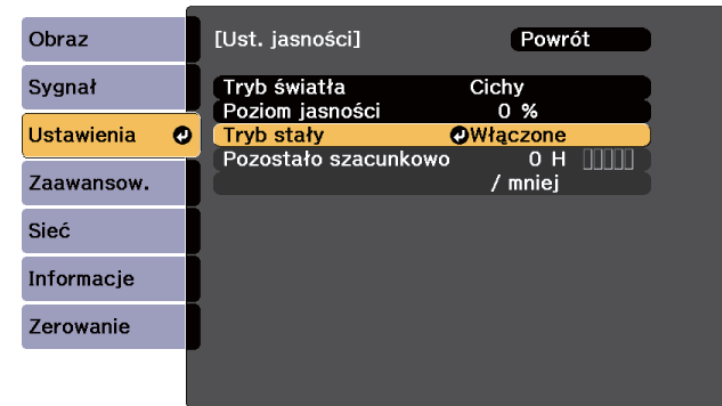 Obraz
Sygnał
Ustawienia
Zaawansow.
Sieć
Informacje
Zerowanie
[Ust. jasności] Powrót
Tryb światła Cichy
Poziom jasności 0 %
Tryb stały Włączone
Pozostało szacunkowo 0 H
/ mniej